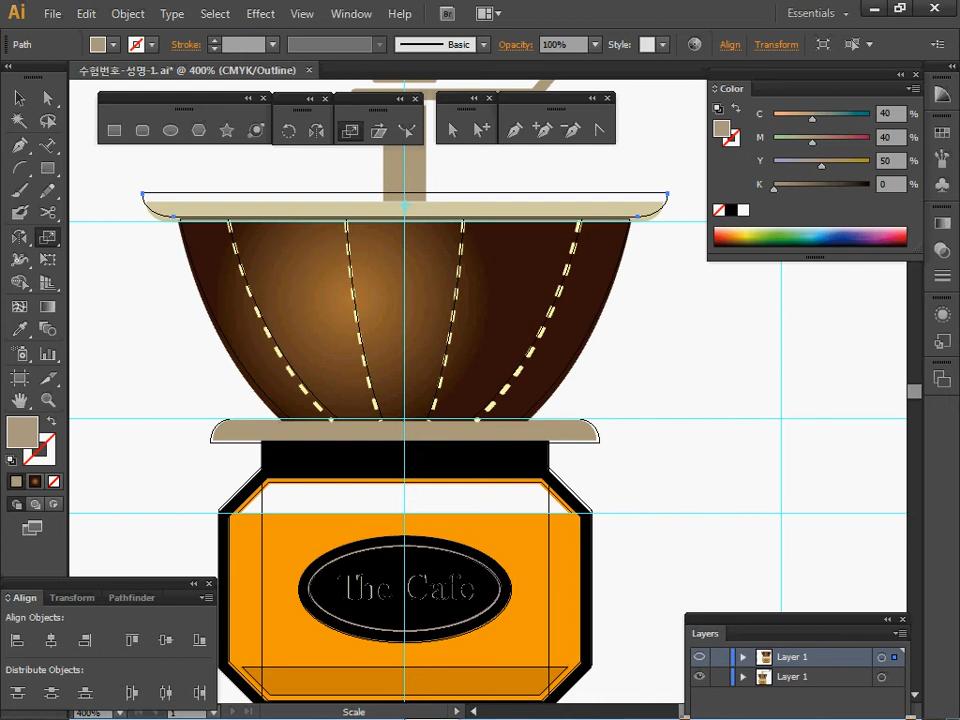 Ai File Edit Object Type Select Effect View Window Help Br Essentials
Path Stroke: Basic Opacity: 100% Style: Align Transform
수험번호-성명-1.ai* @ 400% (CMYK/Outline)
Color
C 40 %
M 40 %
Y 50 %
K 0 %
The Cafe
Align Transform Pathfinder
Align Objects:
Distribute Objects:
Layers
Layer 1
Layer 1
400% 1 Scale